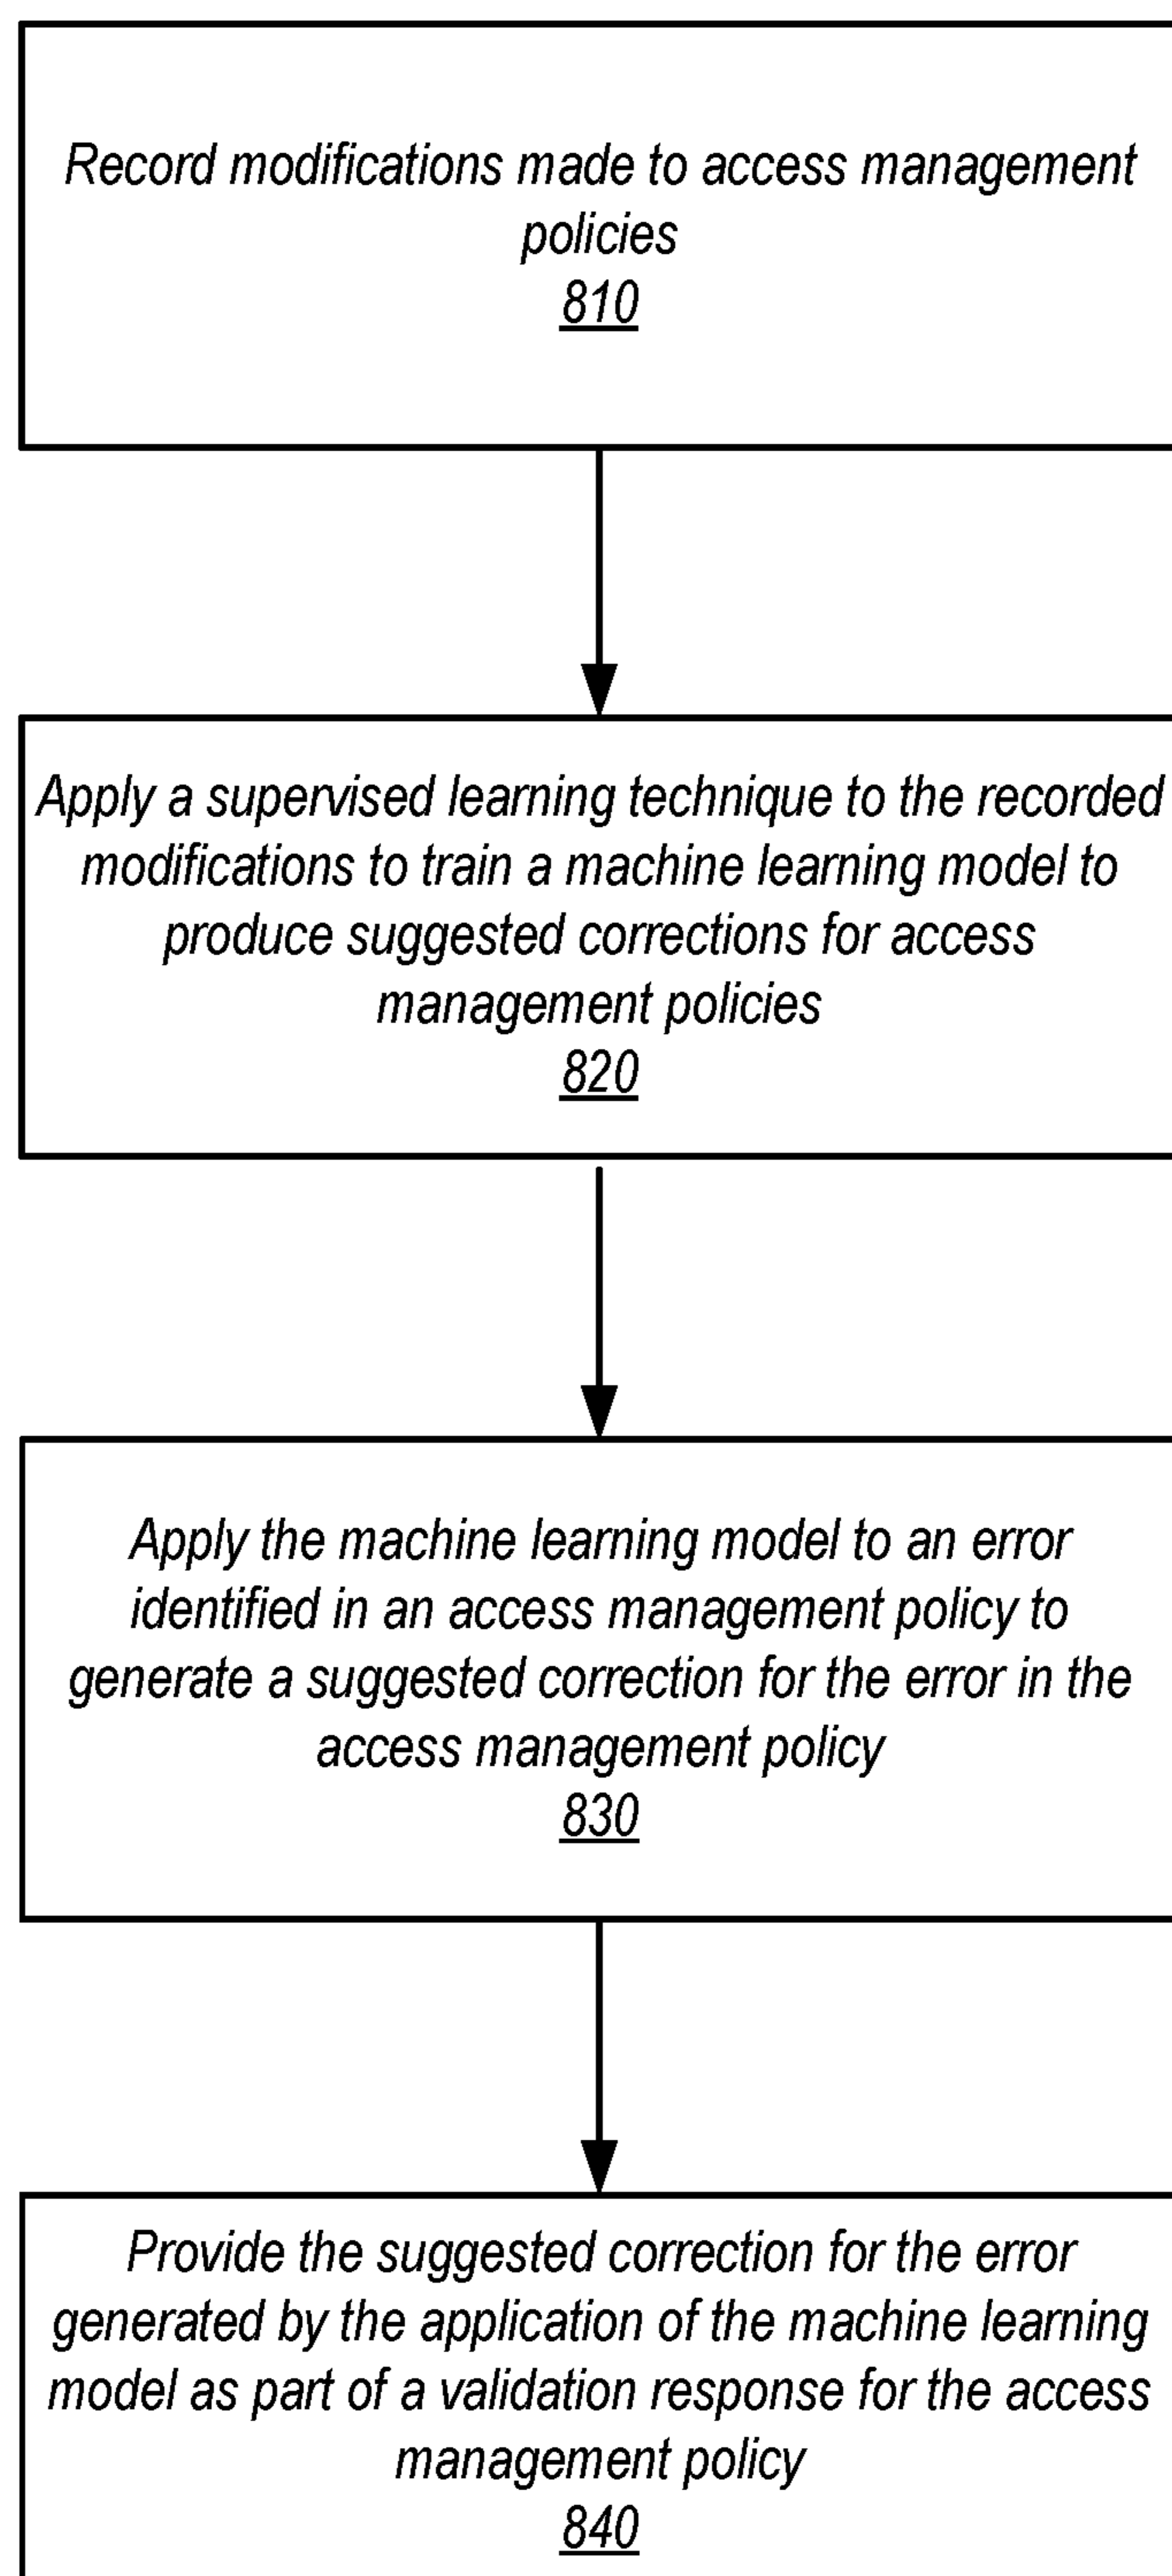 Record modifications made to access management
policies
810
Apply a supervised learning technique to the recorded
modifications to train a machine learning model to
produce suggested corrections for access
management policies
820
Apply the machine learning model to an error
identified in an access management policy to
generate a suggested correction for the error in the
access management policy
830
Provide the suggested correction for the error
generated by the application of the machine learning
model as part of a validation response for the access
management policy
840